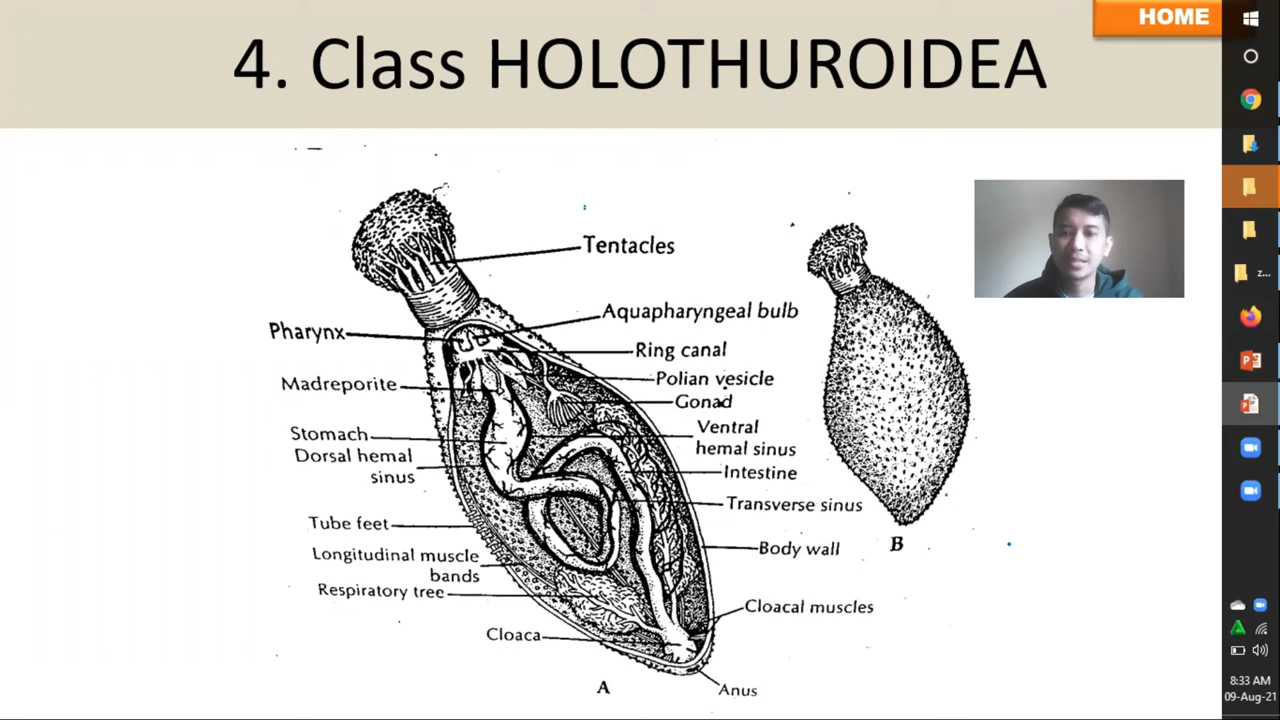 HOME
4. Class HOLOTHUROIDEA
Tentacles
Aquapharyngeal bulb
Pharynx
Ring canal
Madreporite
Polian vesicle
Gonad
Stomach
Ventral
hemal sinus
Dorsal hemal
sinus
Intestine
Transverse sinus
Tube feet
Body wall
B
Longitudinal muscle
bands
Respiratory tree
Cloacal muscles
Cloaca
A
Anus
z...
8:33 AM
09-Aug-21